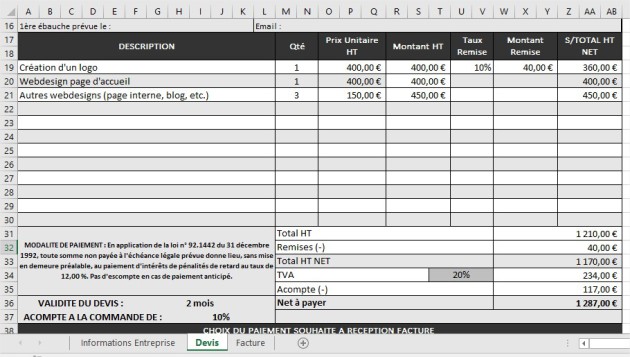 A B C D E F G H I J K L M N O P Q R S T U V W X Y Z AA AB
16 1ère ébauche prévue le : Email :
17 DESCRIPTION Qté Prix Unitaire HT Montant HT Taux Remise Montant Remise S/TOTAL HT NET
18
19 Création d'un logo 1 400,00 € 400,00 € 10% 40,00 € 360,00 €
20 Webdesign page d'accueil 1 400,00 € 400,00 € 400,00 €
21 Autres webdesigns (page interne, blog, etc.) 3 150,00 € 450,00 € 450,00 €
22
23
24
25
26
27
28
29
30
31 Total HT 1 210,00 €
32 MODALITE DE PAIEMENT : En application de la loi n° 92.1442 du 31 décembre Remises (-) 40,00 €
1992, toute somme non payée à l'échéance légale prévue donne lieu, sans mise
33 Total HT NET 1 170,00 €
en demeure préalable, au paiement d'intérêts de pénalités de retard au taux de
34 TVA 20% 234,00 €
12,00 %. Pas d'escompte en cas de paiement anticipé.
35 Acompte (-) 117,00 €
36 VALIDITE DU DEVIS : 2 mois Net à payer 1 287,00 €
37 ACOMPTE A LA COMMANDE DE : 10%
38 CHOIX DU PAIEMENT SOUHAITE A RECEPTION FACTURE
Informations Entreprise Devis Facture